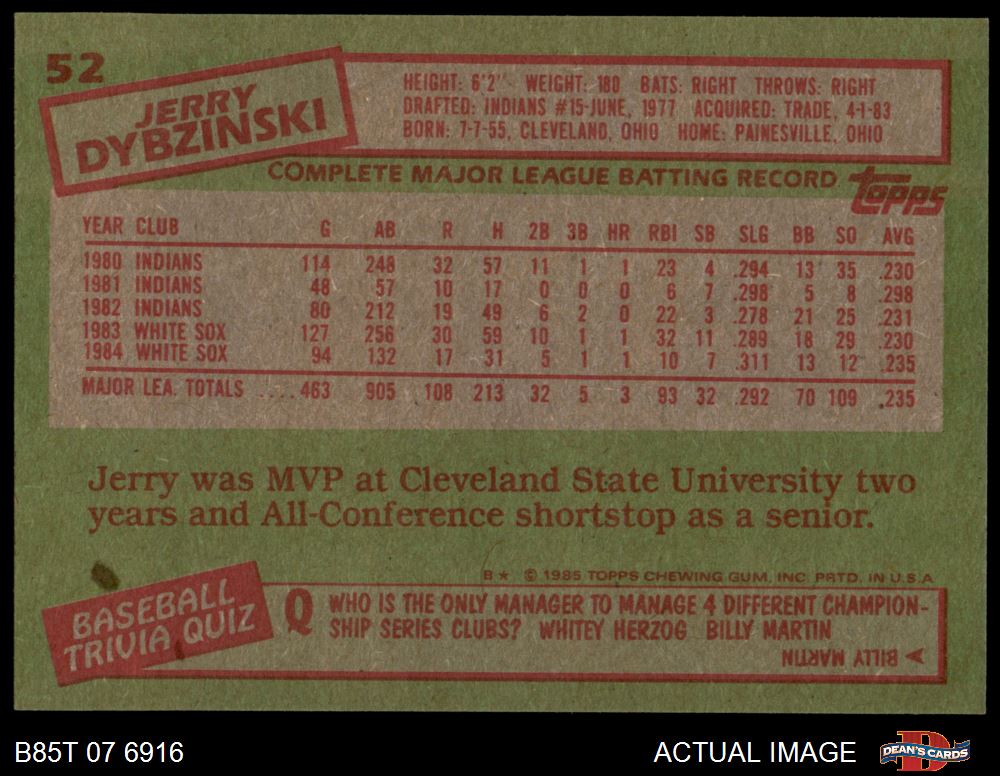 52
JERRY
DYBZINSKI
HEIGHT: 6'2" WEIGHT: 180 BATS: RIGHT THROWS: RIGHT
DRAFTED: INDIANS #15-JUNE, 1977 ACQUIRED: TRADE, 4-1-83
BORN: 7-7-55, CLEVELAND, OHIO HOME: PAINESVILLE, OHIO
COMPLETE MAJOR LEAGUE BATTING RECORD
topps
YEAR CLUB G AB R H 2B 3B HR RBI SB SLG BB SO AVG
1980 INDIANS 114 248 32 57 11 1 1 23 4 .294 13 35 .230
1981 INDIANS 48 57 10 17 0 0 0 6 7 .298 5 8 .298
1982 INDIANS 80 212 19 49 6 2 0 22 3 .278 21 25 .231
1983 WHITE SOX 127 256 30 59 10 1 1 32 11 .289 18 29 .230
1984 WHITE SOX 94 132 17 31 5 1 1 10 7 .311 13 12 .235
MAJOR LEA. TOTALS .... 463 905 108 213 32 5 3 93 32 .292 70 109 .235
Jerry was MVP at Cleveland State University two
years and All-Conference shortstop as a senior.
B* © 1985 TOPPS CHEWING GUM, INC. PRTD. IN U.S.A.
BASEBALL
TRIVIA QUIZ
Q WHO IS THE ONLY MANAGER TO MANAGE 4 DIFFERENT CHAMPION-
SHIP SERIES CLUBS? WHITEY HERZOG BILLY MARTIN
A BILLY MARTIN
B85T 07 6916
ACTUAL IMAGE
D
DEAN'S CARDS